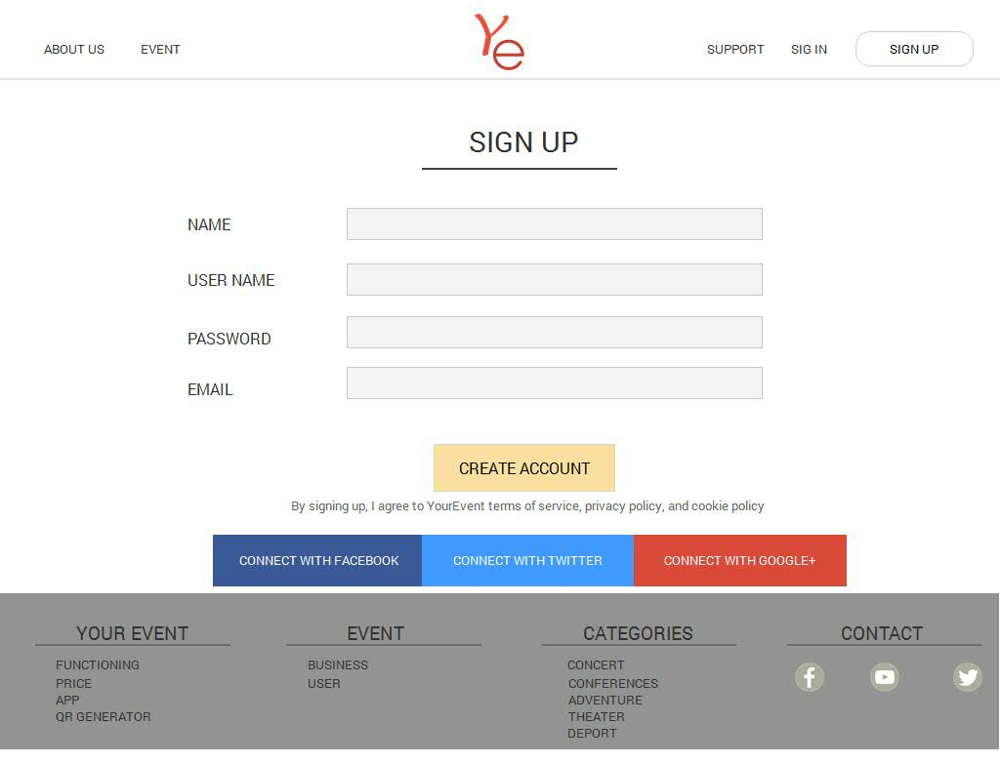 ABOUT US EVENT Ye SUPPORT SIG IN SIGN UP
SIGN UP
NAME
USER NAME
PASSWORD
EMAIL
CREATE ACCOUNT
By signing up, I agree to YourEvent terms of service, privacy policy, and cookie policy
CONNECT WITH FACEBOOK CONNECT WITH TWITTER CONNECT WITH GOOGLE+
YOUR EVENT
FUNCTIONING
PRICE
APP
QR GENERATOR
EVENT
BUSINESS
USER
CATEGORIES
CONCERT
CONFERENCES
ADVENTURE
THEATER
DEPORT
CONTACT